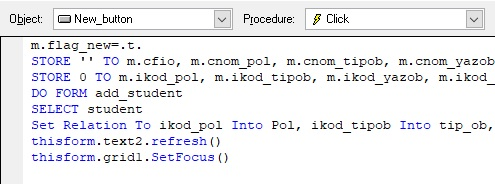 Object: New_button Procedure: Click
m.flag_new=.t.
STORE '' TO m.cfio, m.cnom_pol, m.cnom_tipob, m.cnom_yazob
STORE 0 TO m.ikod_pol, m.ikod_tipob, m.ikod_yazob, m.ikod_
DO FORM add_student
SELECT student
Set Relation To ikod_pol Into Pol, ikod_tipob Into tip_ob,
thisform.text2.refresh()
thisform.grid1.SetFocus()